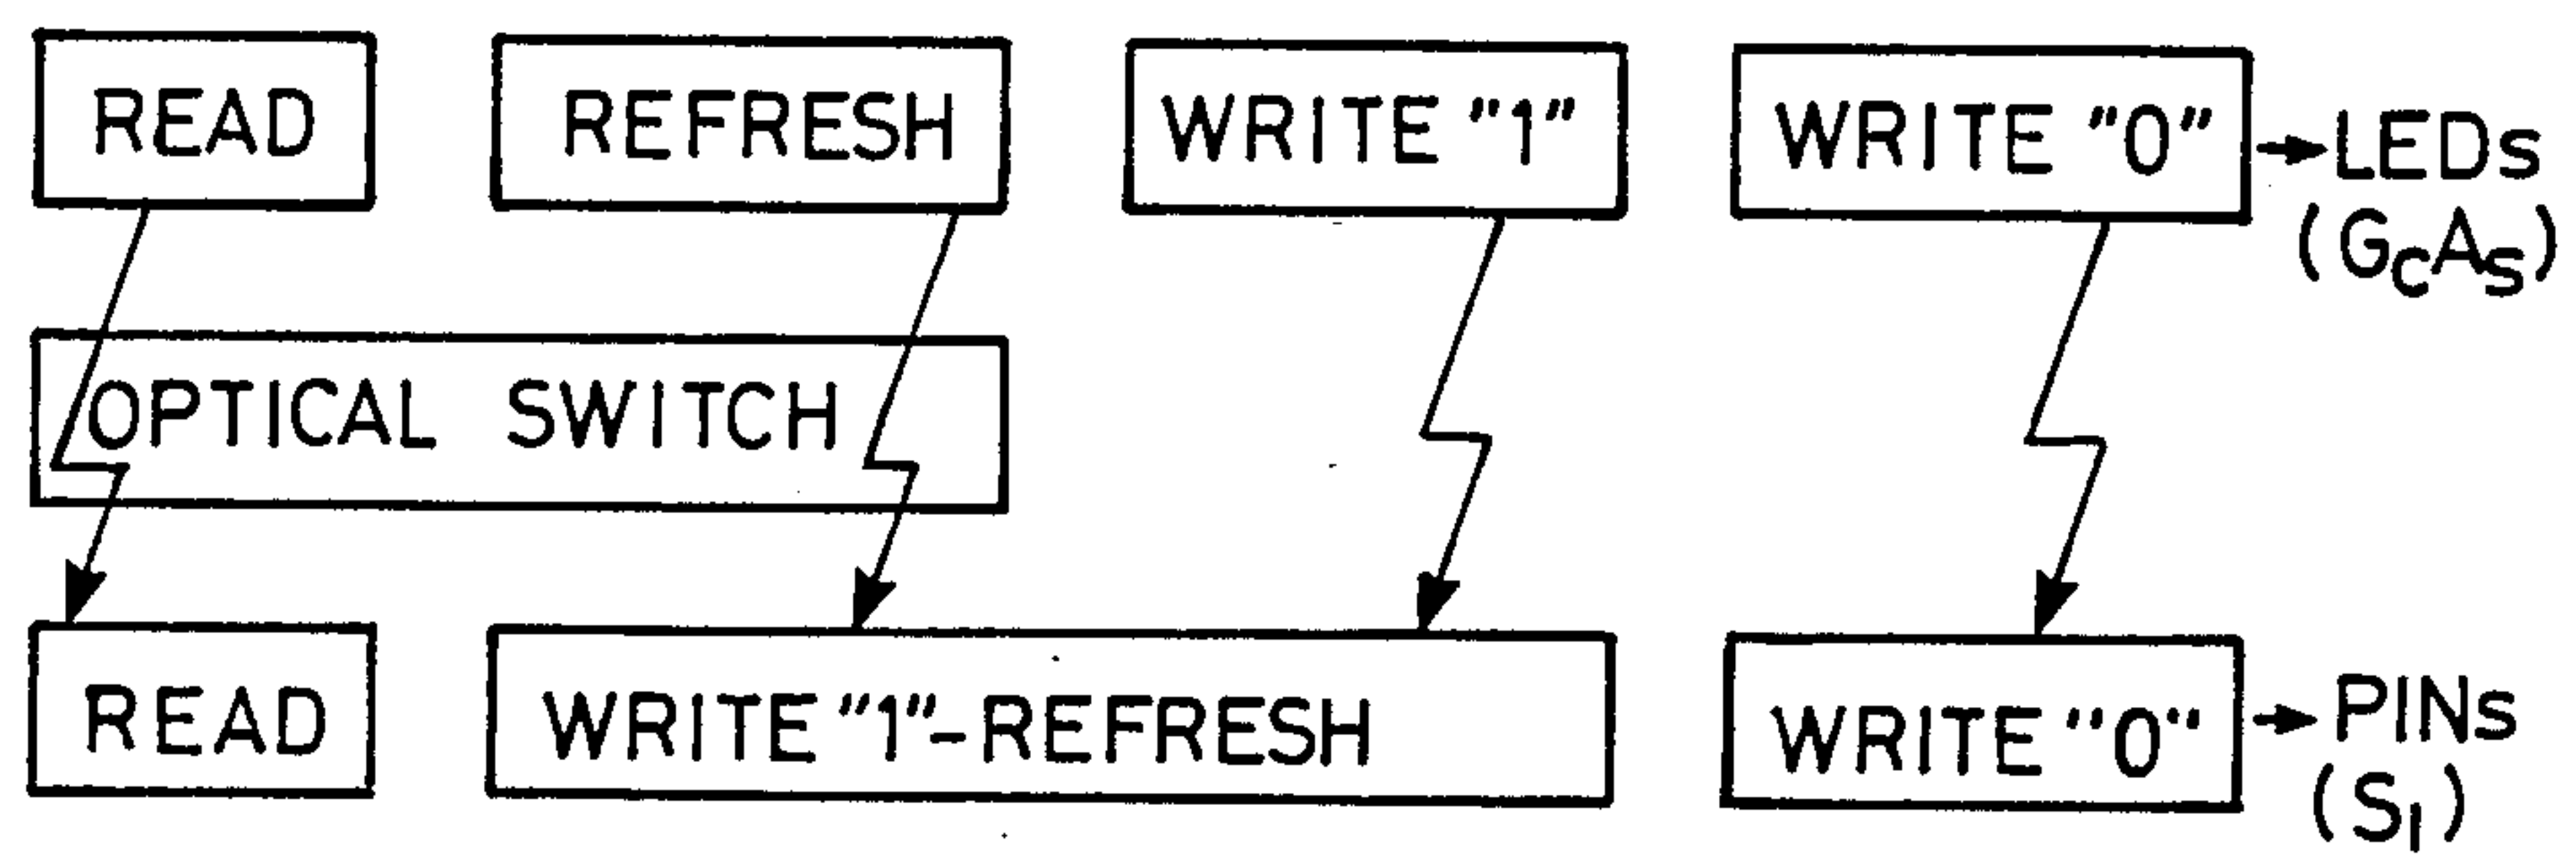 READ REFRESH WRITE "1" WRITE "0" LEDs
(GcAs)
OPTICAL SWITCH
READ WRITE "1"-REFRESH WRITE "0" PINs
(SI)